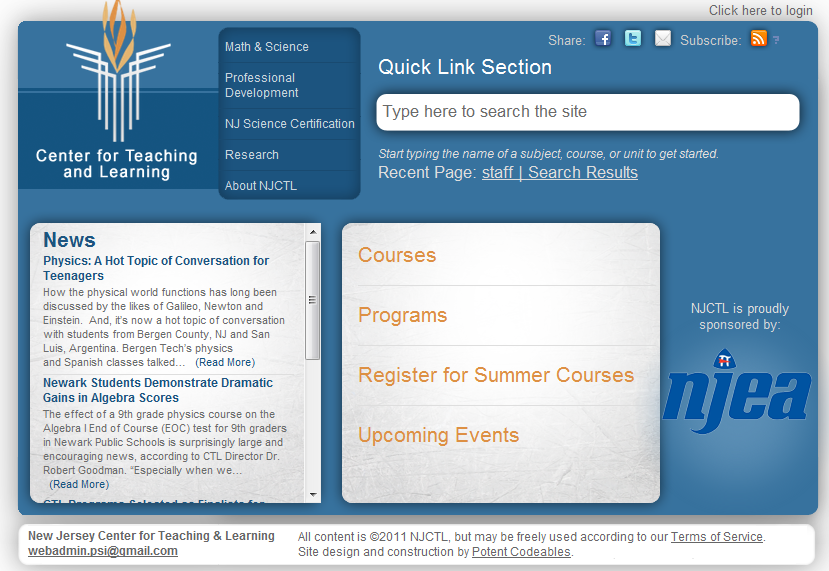 Click here to login
Share:
Subscribe:
?
Center for Teaching
and Learning
Math & Science
Professional
Development
NJ Science Certification
Research
About NJCTL
Quick Link Section
Type here to search the site
Start typing the name of a subject, course, or unit to get started.
Recent Page: staff | Search Results
News
Physics: A Hot Topic of Conversation for
Teenagers
How the physical world functions has long been
discussed by the likes of Galileo, Newton and
Einstein. And, it's now a hot topic of conversation
with students from Bergen County, NJ and San
Luis, Argentina. Bergen Tech's physics
and Spanish classes talked... (Read More)
Newark Students Demonstrate Dramatic
Gains in Algebra Scores
The effect of a 9th grade physics course on the
Algebra I End of Course (EOC) test for 9th graders
in Newark Public Schools is surprisingly large and
encouraging news, according to CTL Director Dr.
Robert Goodman. “Especially when we...
(Read More)
CTL Programs Selected as Finalists for
Courses
Programs
Register for Summer Courses
Upcoming Events
NJCTL is proudly
sponsored by:
njea
New Jersey Center for Teaching & Learning
webadmin.psi@gmail.com
All content is ©2011 NJCTL, but may be freely used according to our Terms of Service.
Site design and construction by Potent Codeables.